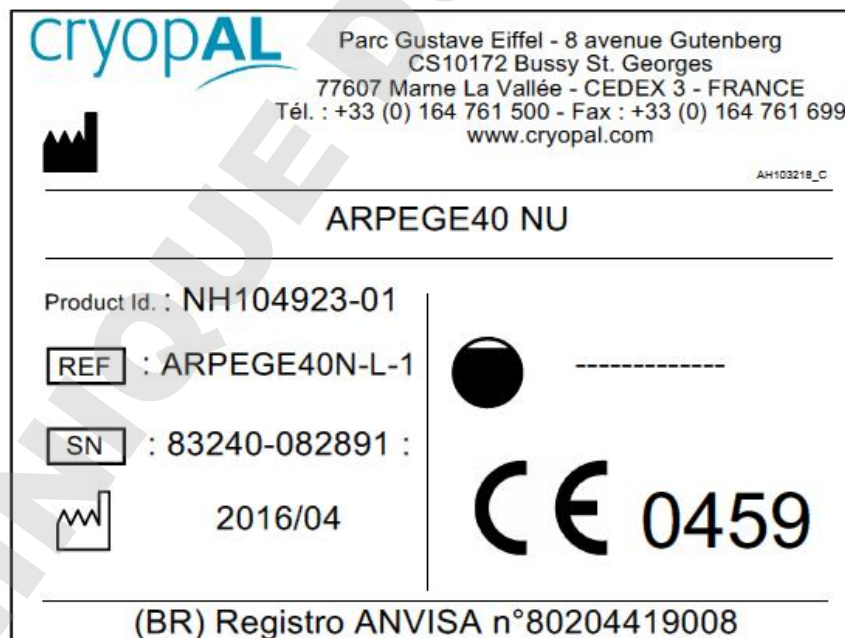 cryopAL
Parc Gustave Eiffel - 8 avenue Gutenberg
CS10172 Bussy St. Georges
77607 Marne La Vallée - CEDEX 3 - FRANCE
Tél. : +33 (0) 164 761 500 - Fax : +33 (0) 164 761 699
www.cryopal.com
AH103218_C
ARPEGE40 NU
Product Id. : NH104923-01
REF : ARPEGE40N-L-1
-------------
SN : 83240-082891 :
2016/04
CE 0459
(BR) Registro ANVISA n°80204419008